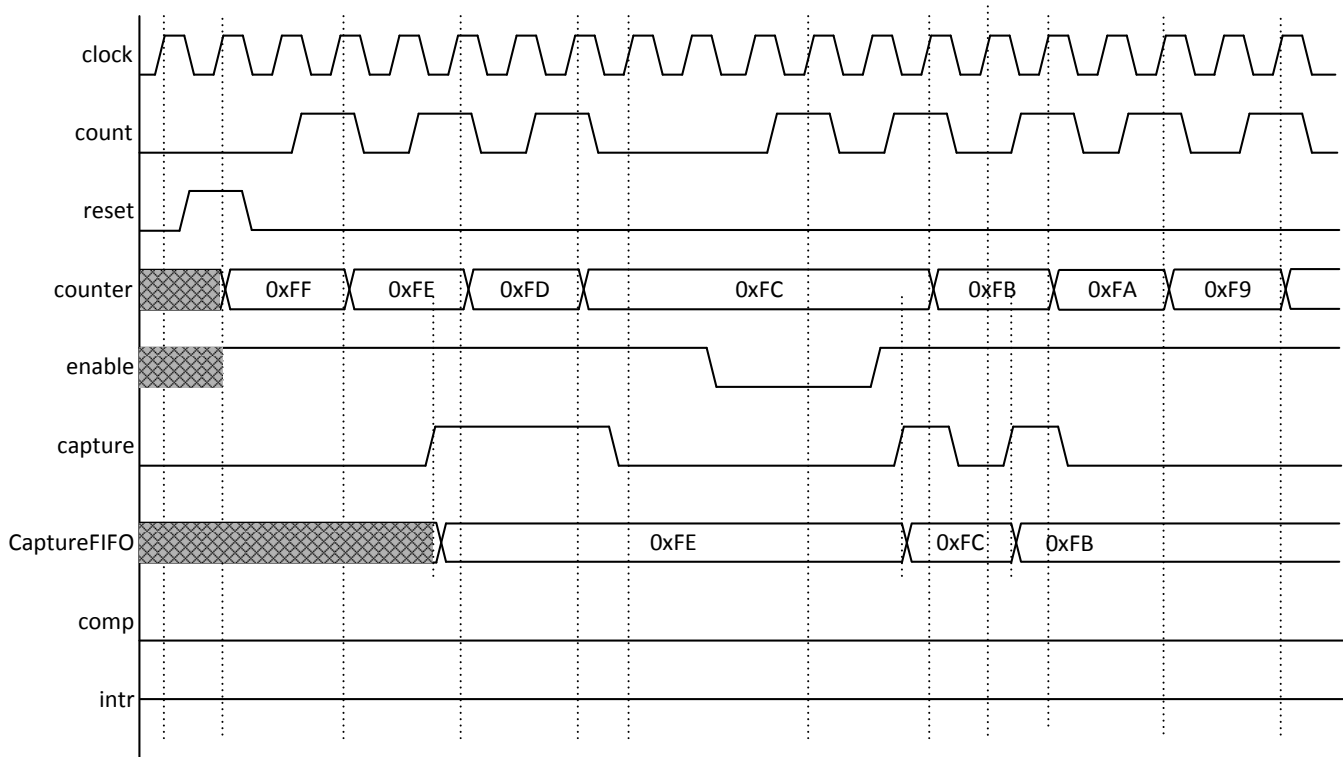 clock
count
reset
counter 0xFF 0xFE 0xFD 0xFC 0xFB 0xFA 0xF9
enable
capture
CaptureFIFO 0xFE 0xFC 0xFB
comp
intr